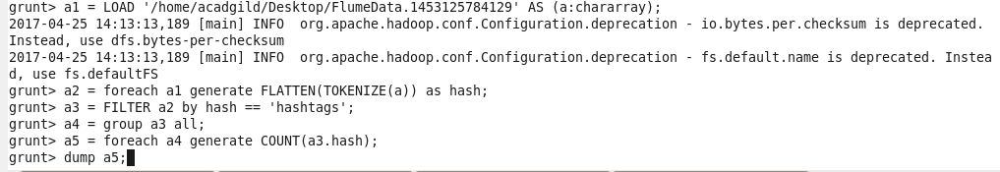 grunt> a1 = LOAD '/home/acadgild/Desktop/FlumeData.1453125784129' AS (a:chararray);
2017-04-25 14:13:13,189 [main] INFO  org.apache.hadoop.conf.Configuration.deprecation - io.bytes.per.checksum is deprecated.
Instead, use dfs.bytes-per-checksum
2017-04-25 14:13:13,189 [main] INFO  org.apache.hadoop.conf.Configuration.deprecation - fs.default.name is deprecated. Instea
d, use fs.defaultFS
grunt> a2 = foreach a1 generate FLATTEN(TOKENIZE(a)) as hash;
grunt> a3 = FILTER a2 by hash == 'hashtags';
grunt> a4 = group a3 all;
grunt> a5 = foreach a4 generate COUNT(a3.hash);
grunt> dump a5;